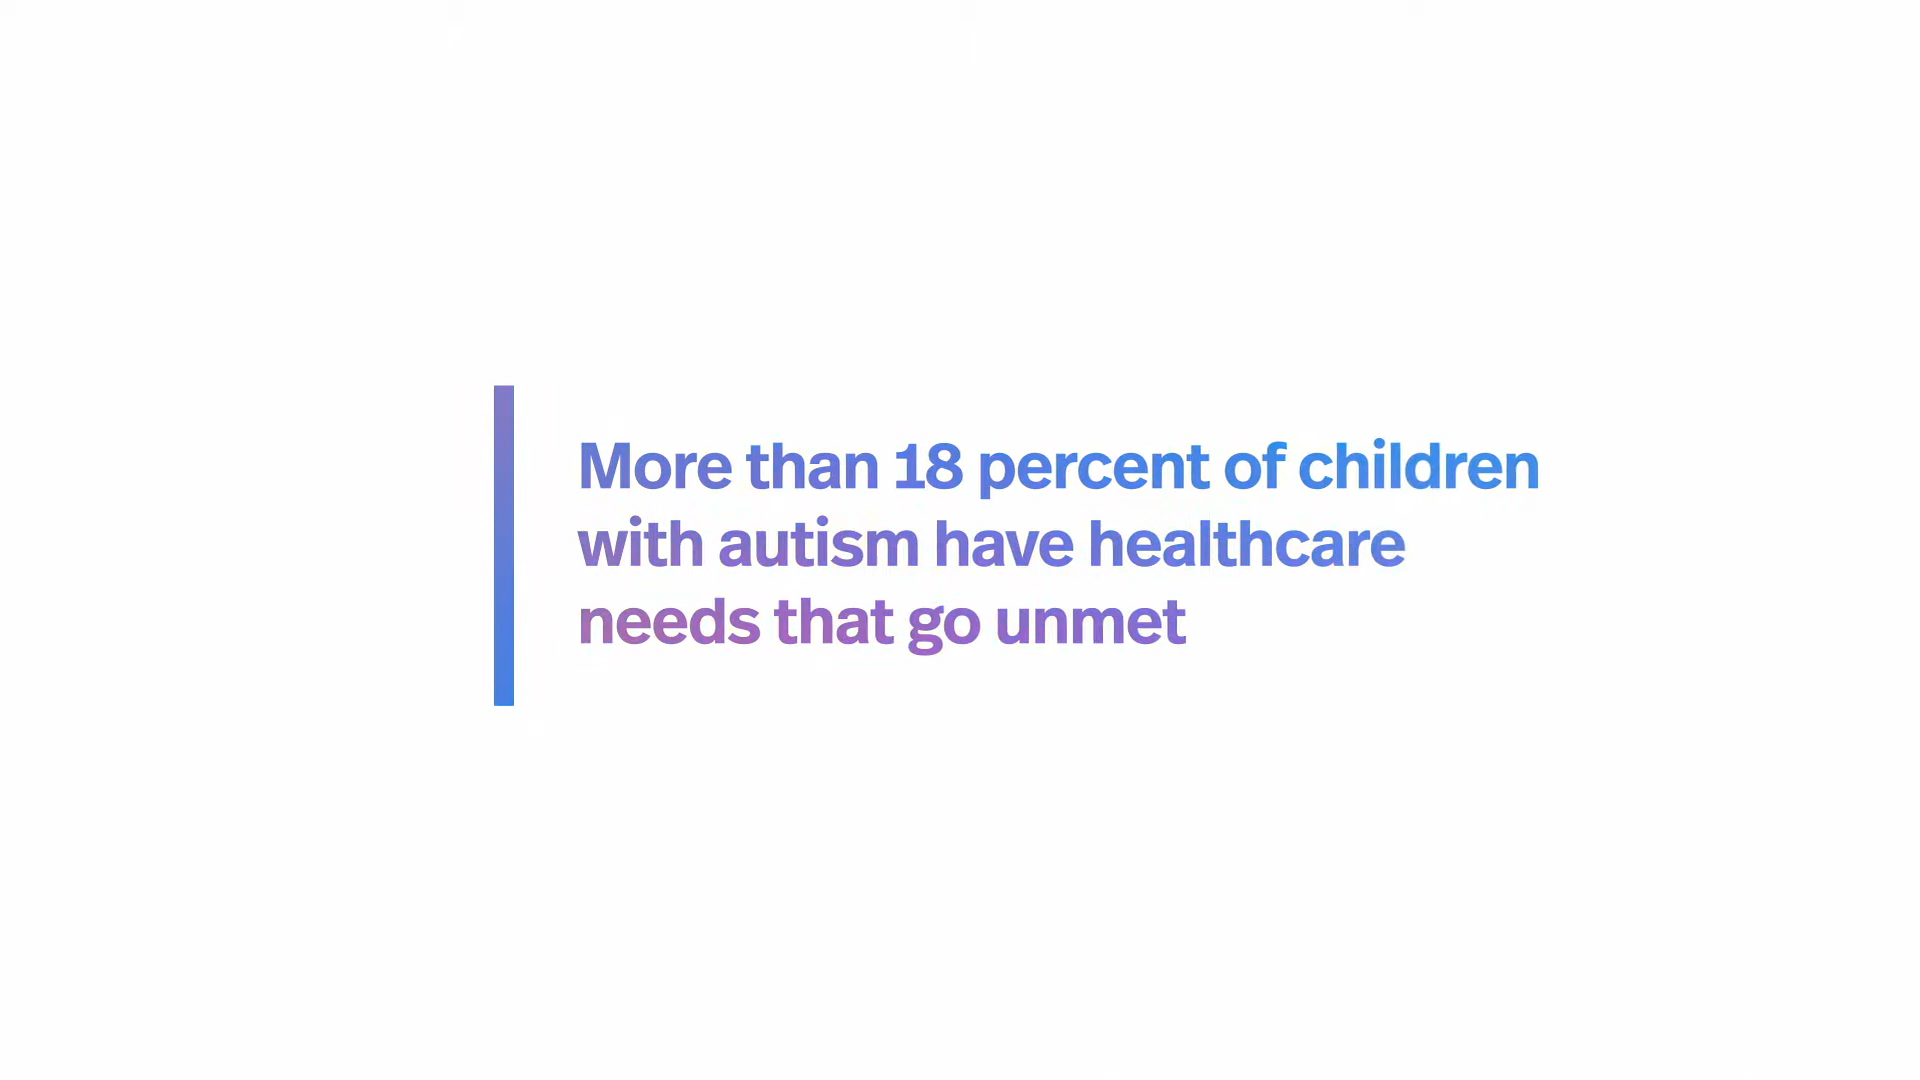 More than 18 percent of children
with autism have healthcare
needs that go unmet